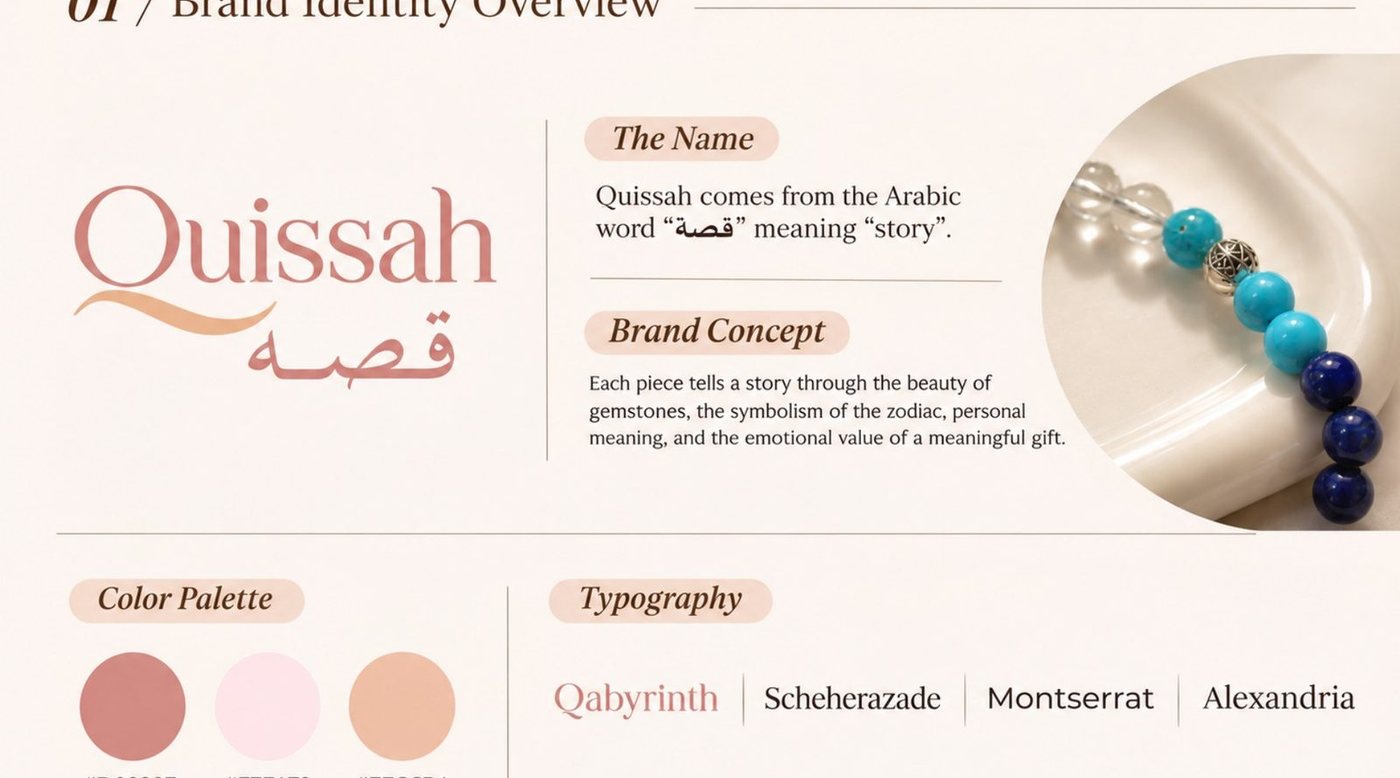 01 / Brand Identity Overview
Quissah
قصه
The Name
Quissah comes from the Arabic
word “قصة” meaning “story”.
Brand Concept
Each piece tells a story through the beauty of
gemstones, the symbolism of the zodiac, personal
meaning, and the emotional value of a meaningful gift.
Color Palette
Typography
Qabyrinth
Scheherazade
Montserrat
Alexandria